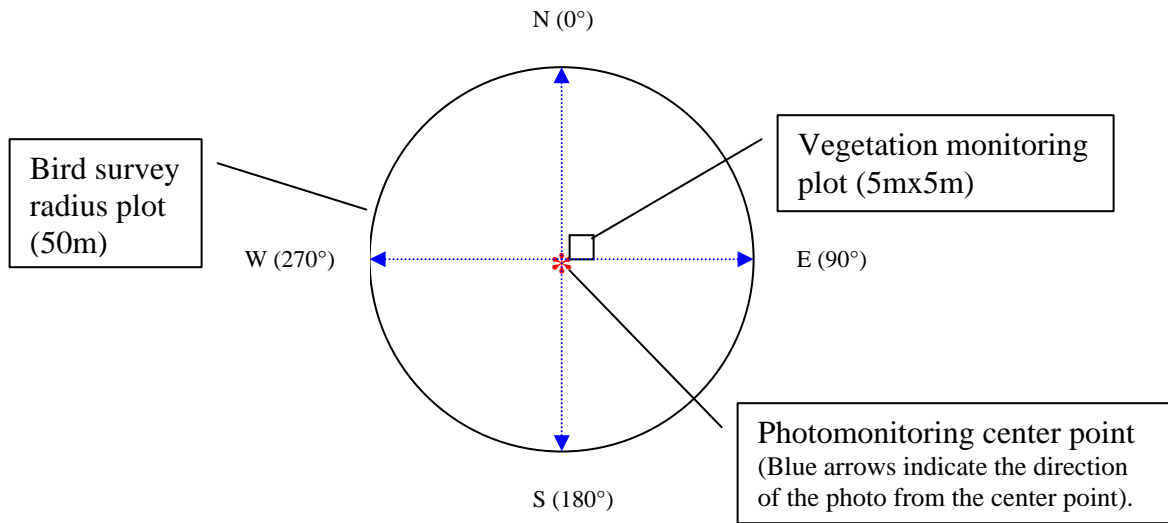 N (0°)
Bird survey
radius plot
(50m)
Vegetation monitoring
plot (5mx5m)
W (270°)
E (90°)
Photomonitoring center point
(Blue arrows indicate the direction
of the photo from the center point).
S (180°)